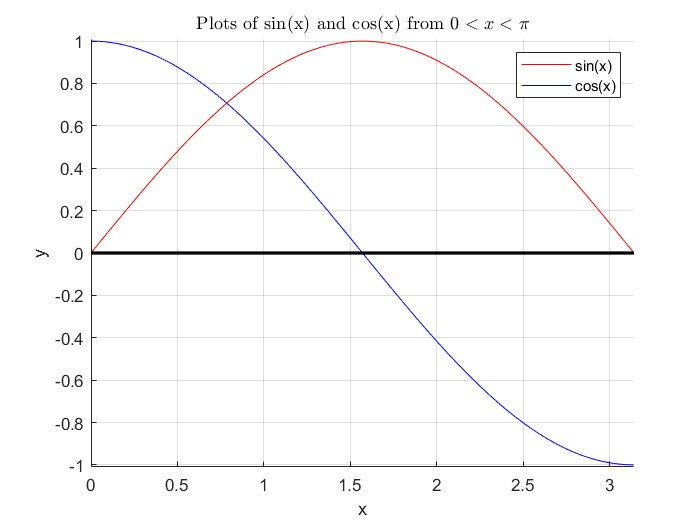 Plots of sin(x) and cos(x) from 0 < x < π
sin(x)
cos(x)
1
0.8
0.6
0.4
0.2
0
-0.2
-0.4
-0.6
-0.8
-1
y
0 0.5 1 1.5 2 2.5 3
x